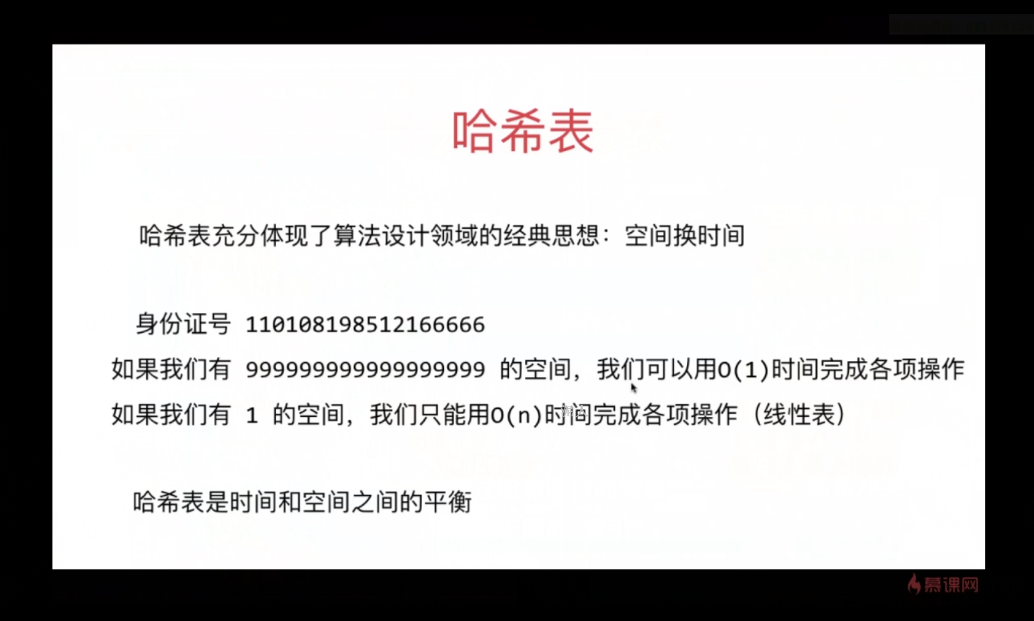 哈希表
哈希表充分体现了算法设计领域的经典思想：空间换时间
身份证号 110108198512166666
如果我们有 999999999999999999 的空间，我们可以用O(1)时间完成各项操作
如果我们有 1 的空间，我们只能用O(n)时间完成各项操作（线性表）
哈希表是时间和空间之间的平衡
慕课网